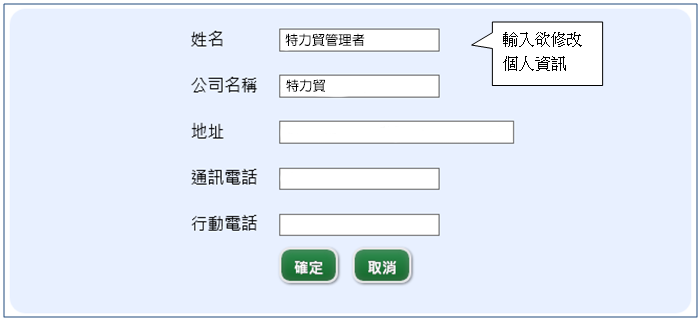 姓名 特力貿管理者
輸入欲修改
個人資訊
公司名稱 特力貿
地址
通訊電話
行動電話
確定 取消